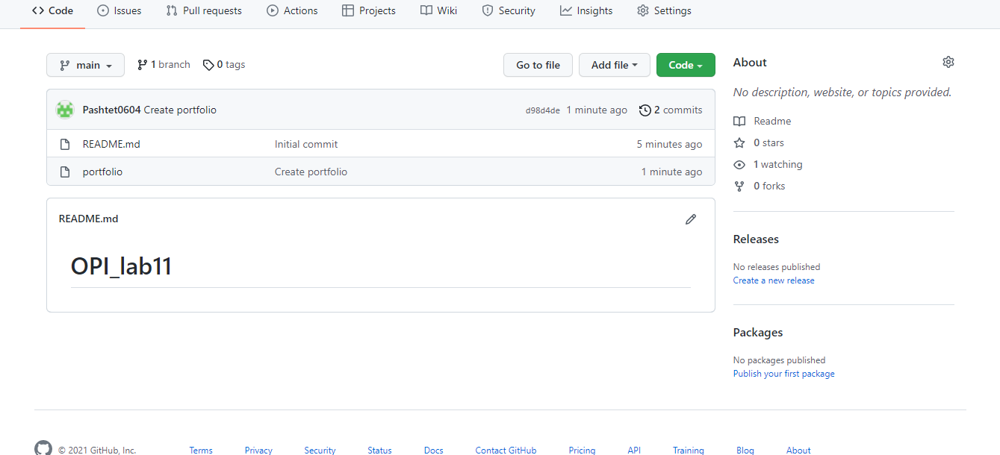 Code Issues Pull requests Actions Projects Wiki Security Insights Settings
main 1 branch 0 tags Go to file Add file Code
Pashtet0604 Create portfolio d98d4de 1 minute ago 2 commits
README.md Initial commit 5 minutes ago
portfolio Create portfolio 1 minute ago
README.md
OPI_lab11
About
No description, website, or topics provided.
Readme
0 stars
1 watching
0 forks
Releases
No releases published
Create a new release
Packages
No packages published
Publish your first package
© 2021 GitHub, Inc. Terms Privacy Security Status Docs Contact GitHub Pricing API Training Blog About